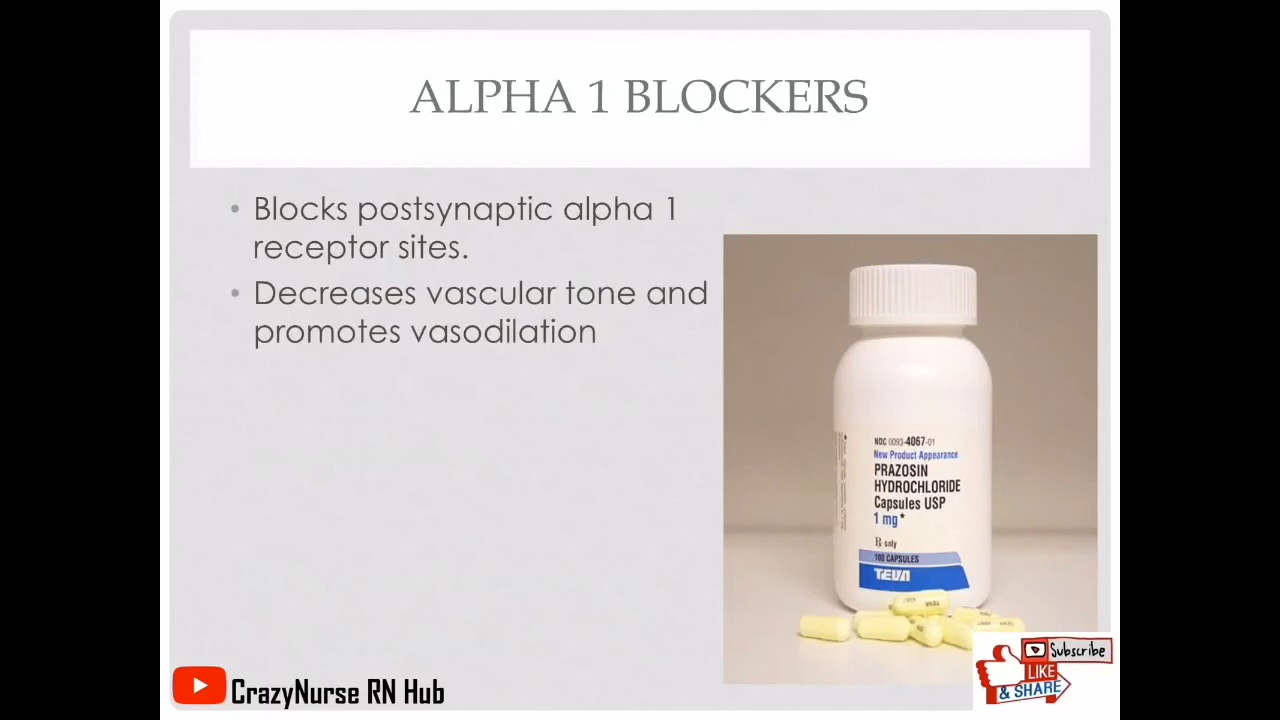 ALPHA 1 BLOCKERS
• Blocks postsynaptic alpha 1
receptor sites.
• Decreases vascular tone and
promotes vasodilation
NDC 0093-4067-01
New Product Appearance
PRAZOSIN
HYDROCHLORIDE
Capsules USP
1 mg*
℞ only
100 CAPSULES
TEVA
Subscribe
LIKE
& SHARE
CrazyNurse RN Hub